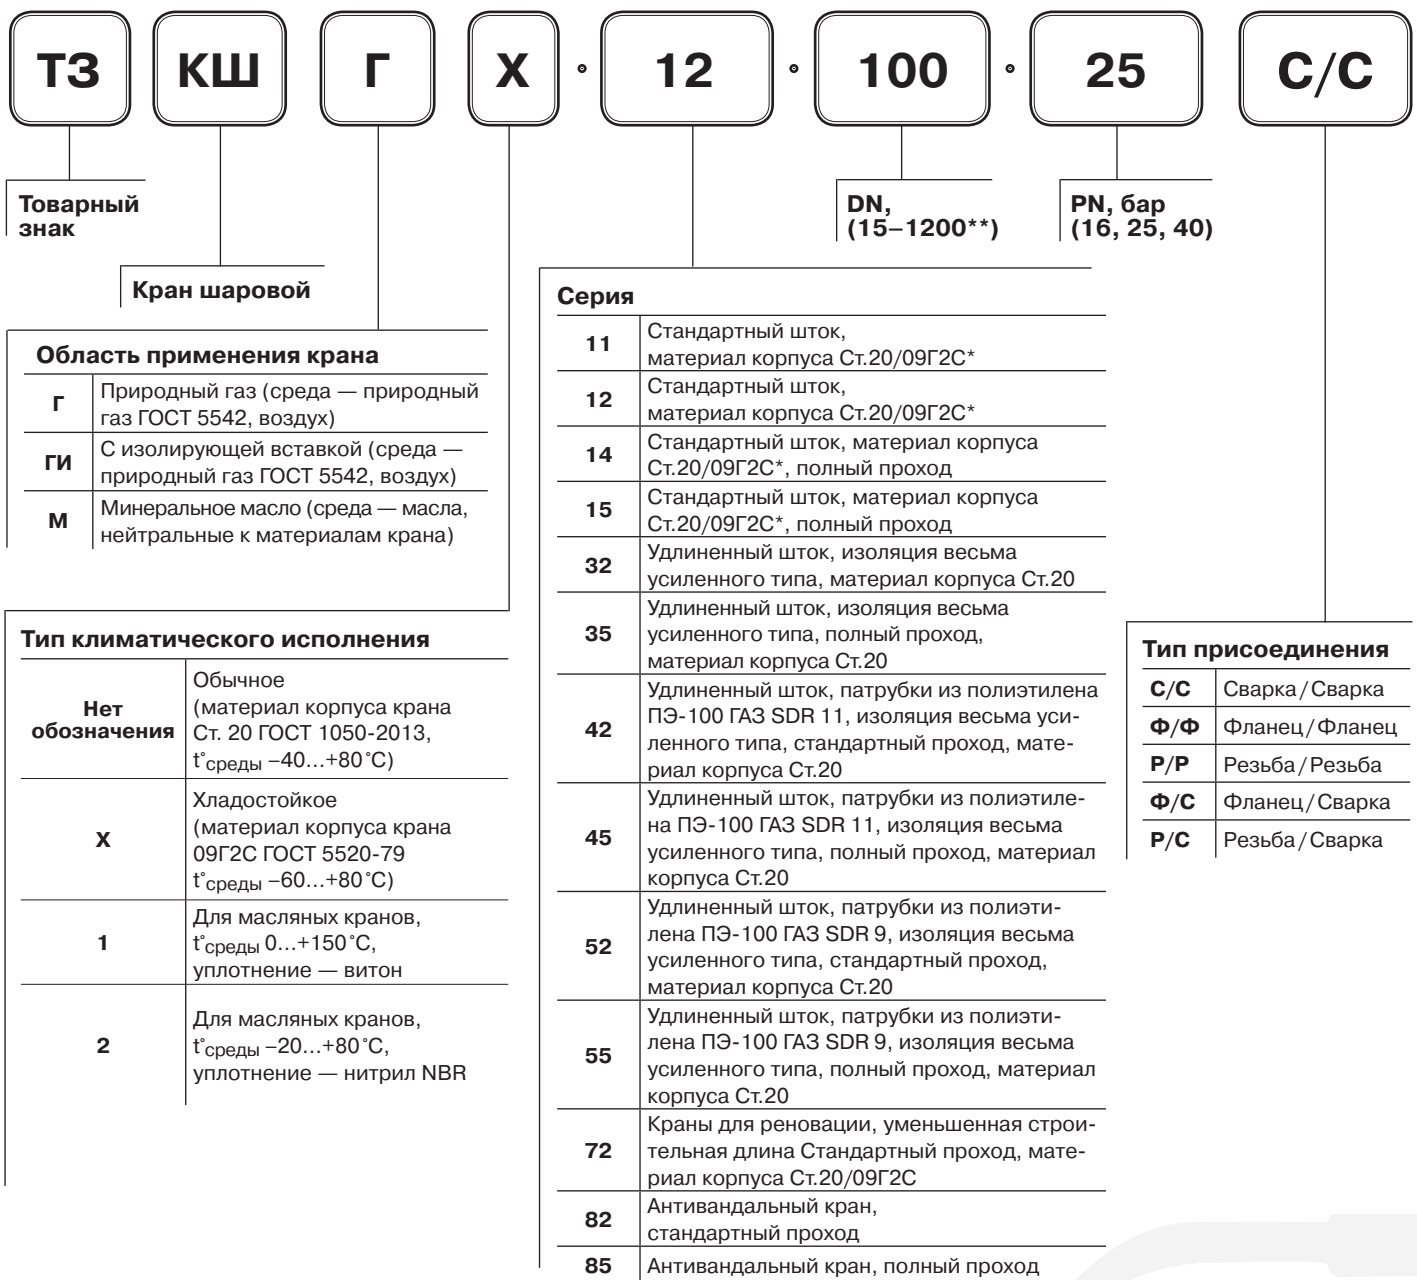 ТЗ КШ Г Х ∘ 12 ∘ 100 ∘ 25 С/С
Товарный
знак
Кран шаровой
DN,
(15–1200**)
PN, бар
(16, 25, 40)
Область применения крана
Г Природный газ (среда — природный
газ ГОСТ 5542, воздух)
ГИ С изолирующей вставкой (среда —
природный газ ГОСТ 5542, воздух)
М Минеральное масло (среда — масла,
нейтральные к материалам крана)
Тип климатического исполнения
Нет
обозначения
Обычное
(материал корпуса крана
Ст. 20 ГОСТ 1050-2013,
t°среды –40...+80°С)
Х
Хладостойкое
(материал корпуса крана
09Г2С ГОСТ 5520-79
t°среды –60...+80°С)
1
Для масляных кранов,
t°среды 0...+150°С,
уплотнение — витон
2
Для масляных кранов,
t°среды –20...+80°С,
уплотнение — нитрил NBR
Серия
11 Стандартный шток,
материал корпуса Ст.20/09Г2С*
12 Стандартный шток,
материал корпуса Ст.20/09Г2С*
14 Стандартный шток, материал корпуса
Ст.20/09Г2С*, полный проход
15 Стандартный шток, материал корпуса
Ст.20/09Г2С*, полный проход
32 Удлиненный шток, изоляция весьма
усиленного типа, материал корпуса Ст.20
35
Удлиненный шток, изоляция весьма
усиленного типа, полный проход,
материал корпуса Ст.20
42
Удлиненный шток, патрубки из полиэтилена
ПЭ-100 ГАЗ SDR 11, изоляция весьма уси-
ленного типа, стандартный проход, мате-
риал корпуса Ст.20
45
Удлиненный шток, патрубки из полиэтиле-
на ПЭ-100 ГАЗ SDR 11, изоляция весьма
усиленного типа, полный проход, материал
корпуса Ст.20
52
Удлиненный шток, патрубки из полиэти-
лена ПЭ-100 ГАЗ SDR 9, изоляция весьма
усиленного типа, стандартный проход,
материал корпуса Ст.20
55
Удлиненный шток, патрубки из полиэти-
лена ПЭ-100 ГАЗ SDR 9, изоляция весьма
усиленного типа, полный проход, материал
корпуса Ст.20
72
Краны для реновации, уменьшенная строи-
тельная длина Стандартный проход, мате-
риал корпуса Ст.20/09Г2С
82 Антивандальный кран,
стандартный проход
85 Антивандальный кран, полный проход
Тип присоединения
С/С Сварка/Сварка
Ф/Ф Фланец/Фланец
Р/Р Резьба/Резьба
Ф/С Фланец/Сварка
Р/С Резьба/Сварка